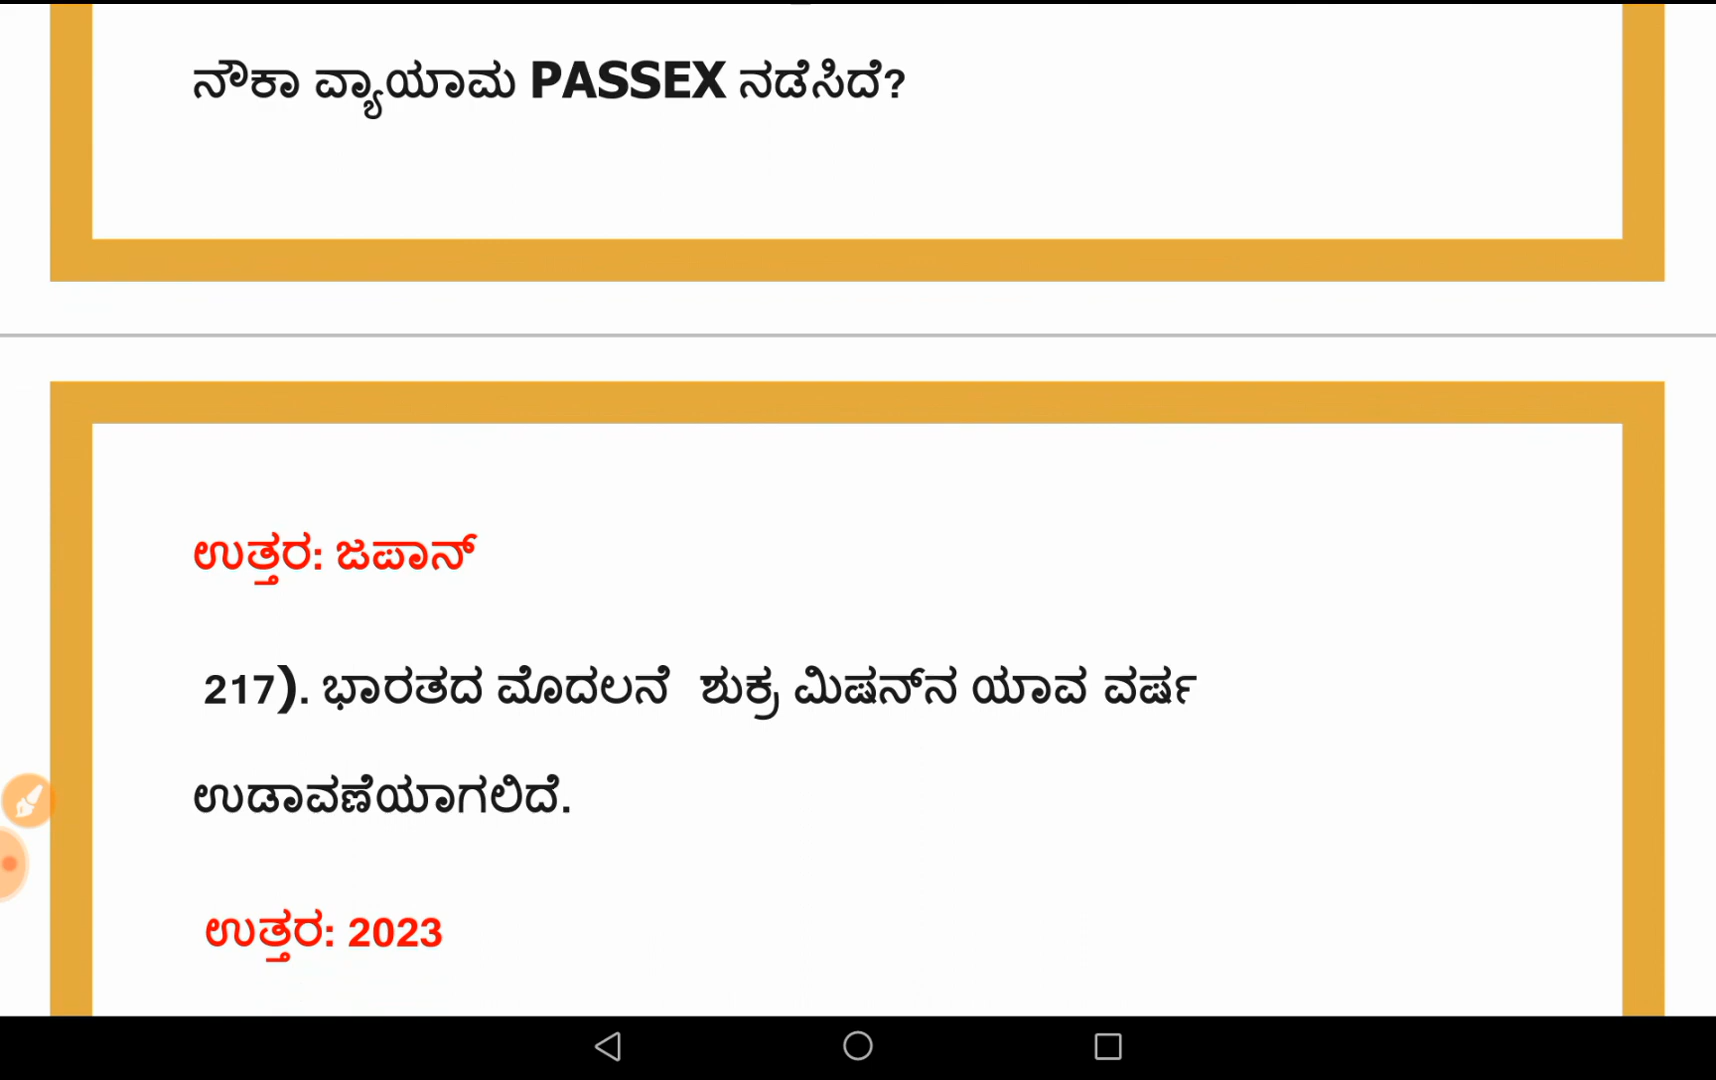 ನೌಕಾ ವ್ಯಾಯಾಮ PASSEX ನಡೆಸಿದೆ?
ಉತ್ತರ: ಜಪಾನ್
217). ಭಾರತದ ಮೊದಲನೆ ಶುಕ್ರ ಮಿಷನ್‌ನ ಯಾವ ವರ್ಷ
ಉಡಾವಣೆಯಾಗಲಿದೆ.
ಉತ್ತರ: 2023